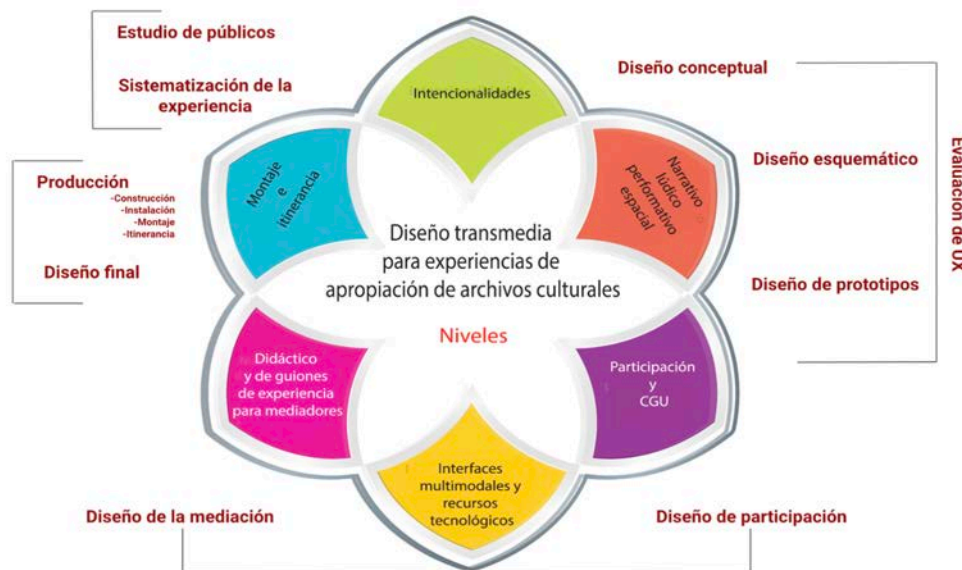 Estudio de públicos
Sistematización de la
experiencia
Producción
-Construcción
-Instalación
-Montaje
-Itinerancia
Diseño final
Intencionalidades
Montaje
e
Itinerancia
Narrativo
lúdico
performativo
espacial
Diseño transmedia
para experiencias de
apropiación de archivos culturales
Niveles
Didáctico
y de guiones
de experiencia
para mediadores
Participación
y
CGU
Interfaces
multimodales y
recursos
tecnológicos
Diseño conceptual
Diseño esquemático
Diseño de prototipos
Evaluación de UX
Diseño de la mediación
Diseño de participación